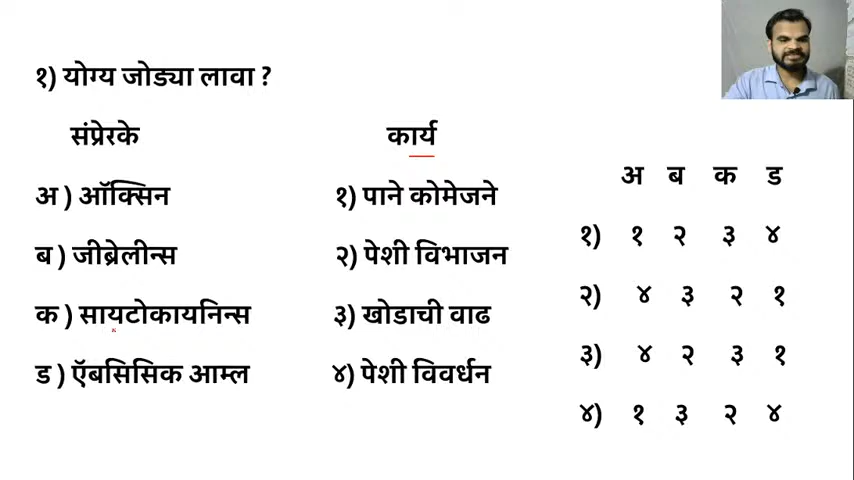 १) योग्य जोड्या लावा ?
संप्रेरके कार्य
अ ब क ड
अ ) ऑक्सिन १) पाने कोमेजने
१) १ २ ३ ४
ब ) जीब्रेलीन्स २) पेशी विभाजन
२) ४ ३ २ १
क ) सायटोकायनिन्स ३) खोडाची वाढ
३) ४ २ ३ १
ड ) ऍबसिसिक आम्ल ४) पेशी विवर्धन
४) १ ३ २ ४